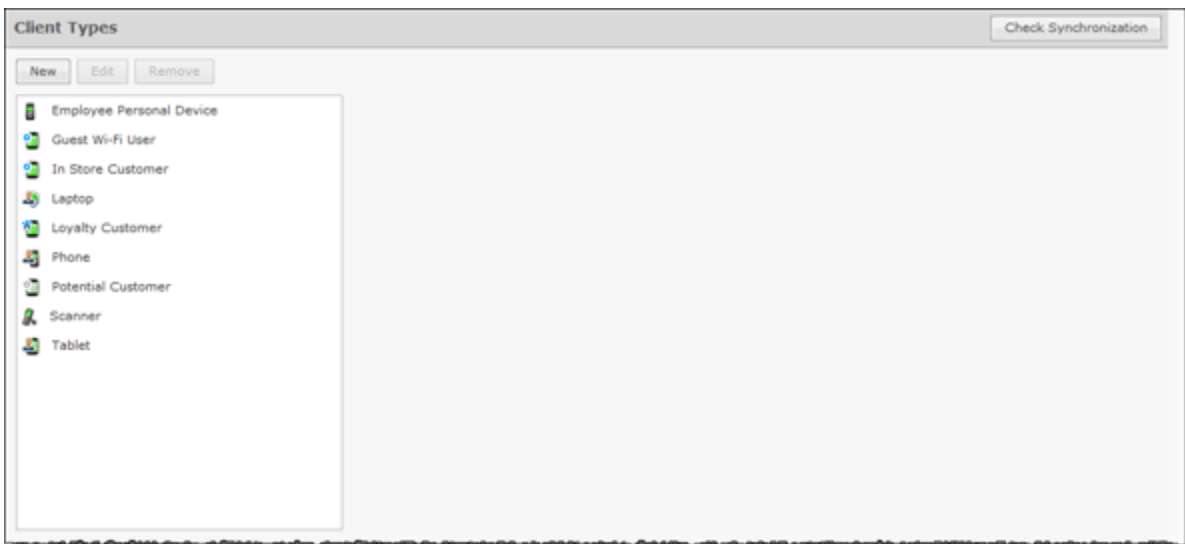 Client Types
Check Synchronization
New Edit Remove
Employee Personal Device
Guest Wi-Fi User
In Store Customer
Laptop
Loyalty Customer
Phone
Potential Customer
Scanner
Tablet